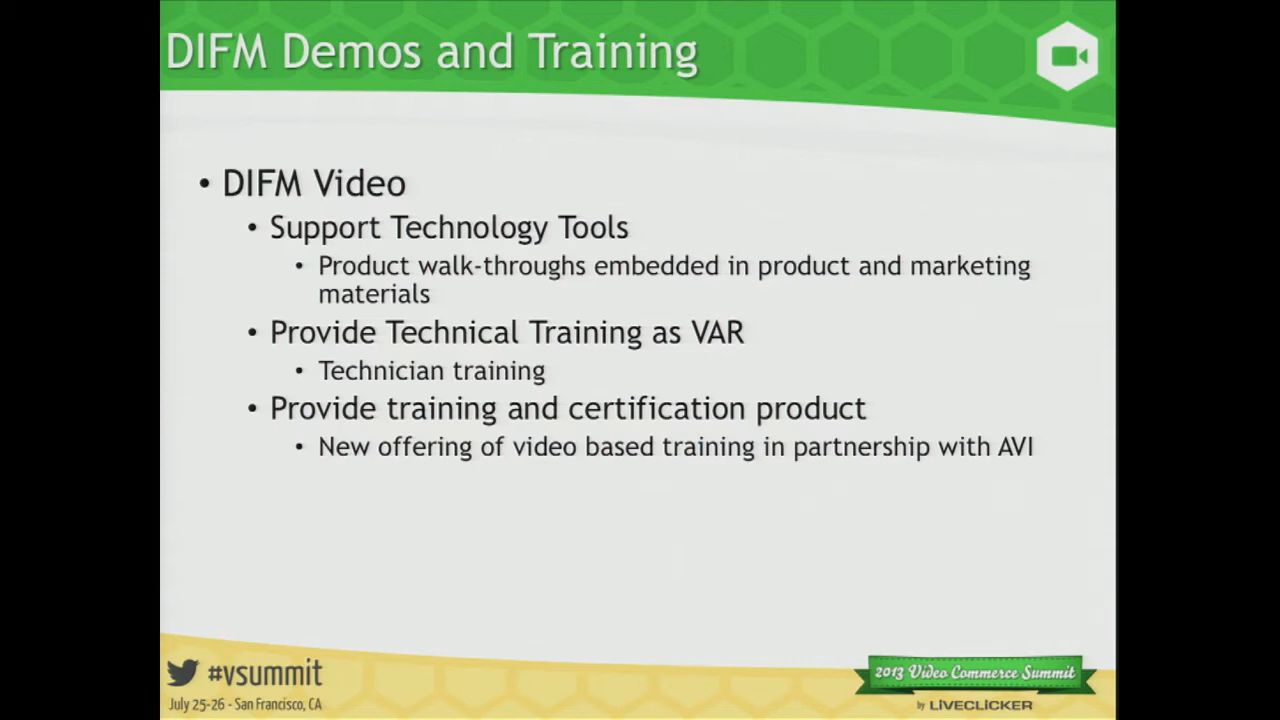 DIFM Demos and Training
• DIFM Video
• Support Technology Tools
• Product walk-throughs embedded in product and marketing
materials
• Provide Technical Training as VAR
• Technician training
• Provide training and certification product
• New offering of video based training in partnership with AVI
#vsummit
July 25-26 - San Francisco, CA
2013 Video Commerce Summit
by LIVECLICKER